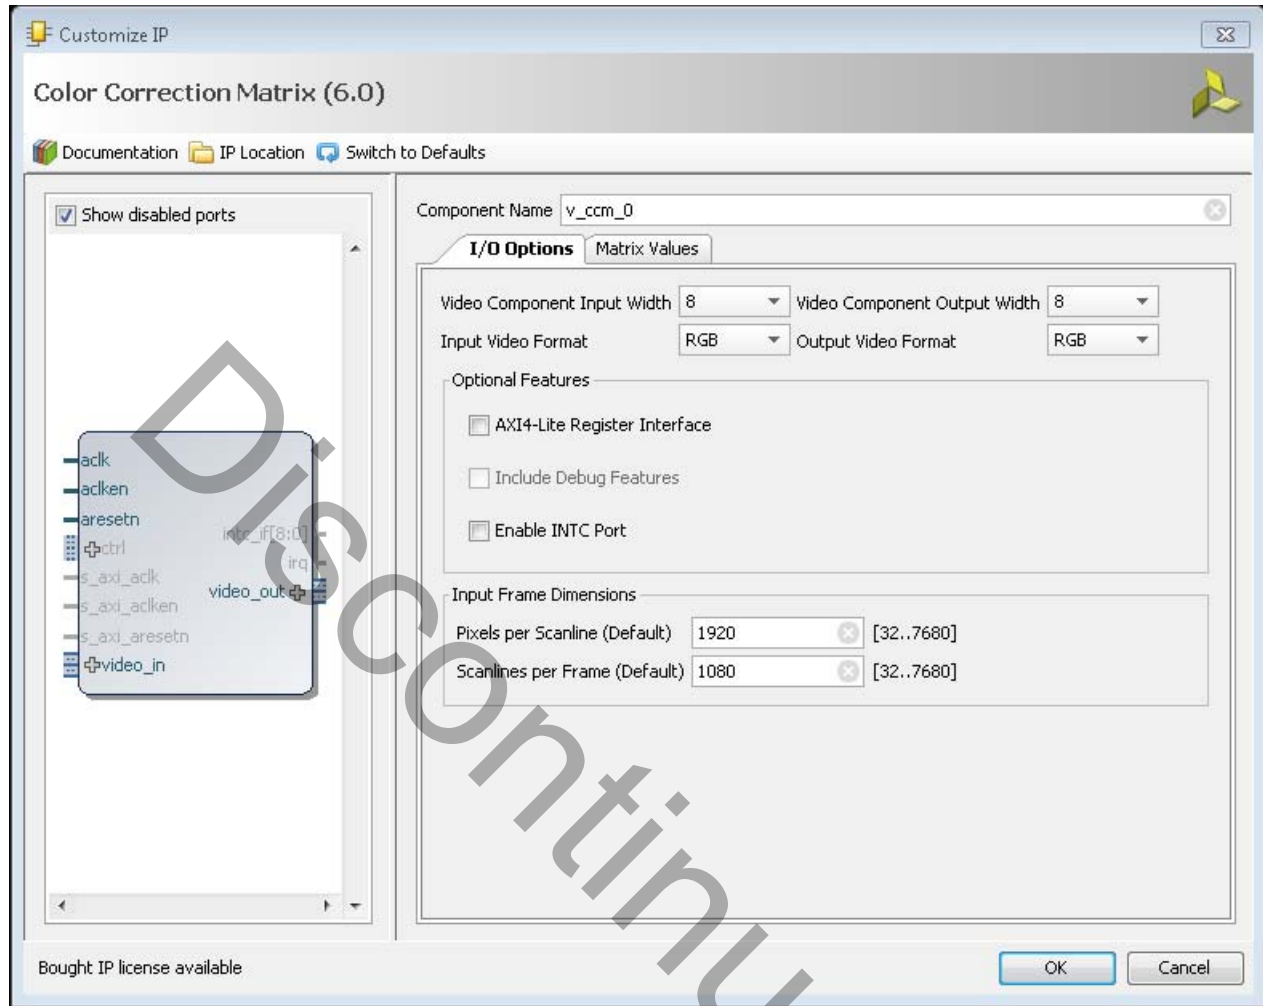 Customize IP
Color Correction Matrix (6.0)
Documentation IP Location Switch to Defaults
Show disabled ports
aclk
aclken
aresetn
intc_if[8:0]
ctrl
irq
s_axi_aclk
video_out
s_axi_aclken
s_axi_aresetn
video_in
Component Name v_ccm_0
I/O Options Matrix Values
Video Component Input Width 8 Video Component Output Width 8
Input Video Format RGB Output Video Format RGB
Optional Features
AXI4-Lite Register Interface
Include Debug Features
Enable INTC Port
Input Frame Dimensions
Pixels per Scanline (Default) 1920 [32..7680]
Scanlines per Frame (Default) 1080 [32..7680]
Discontinu
Bought IP license available
OK Cancel